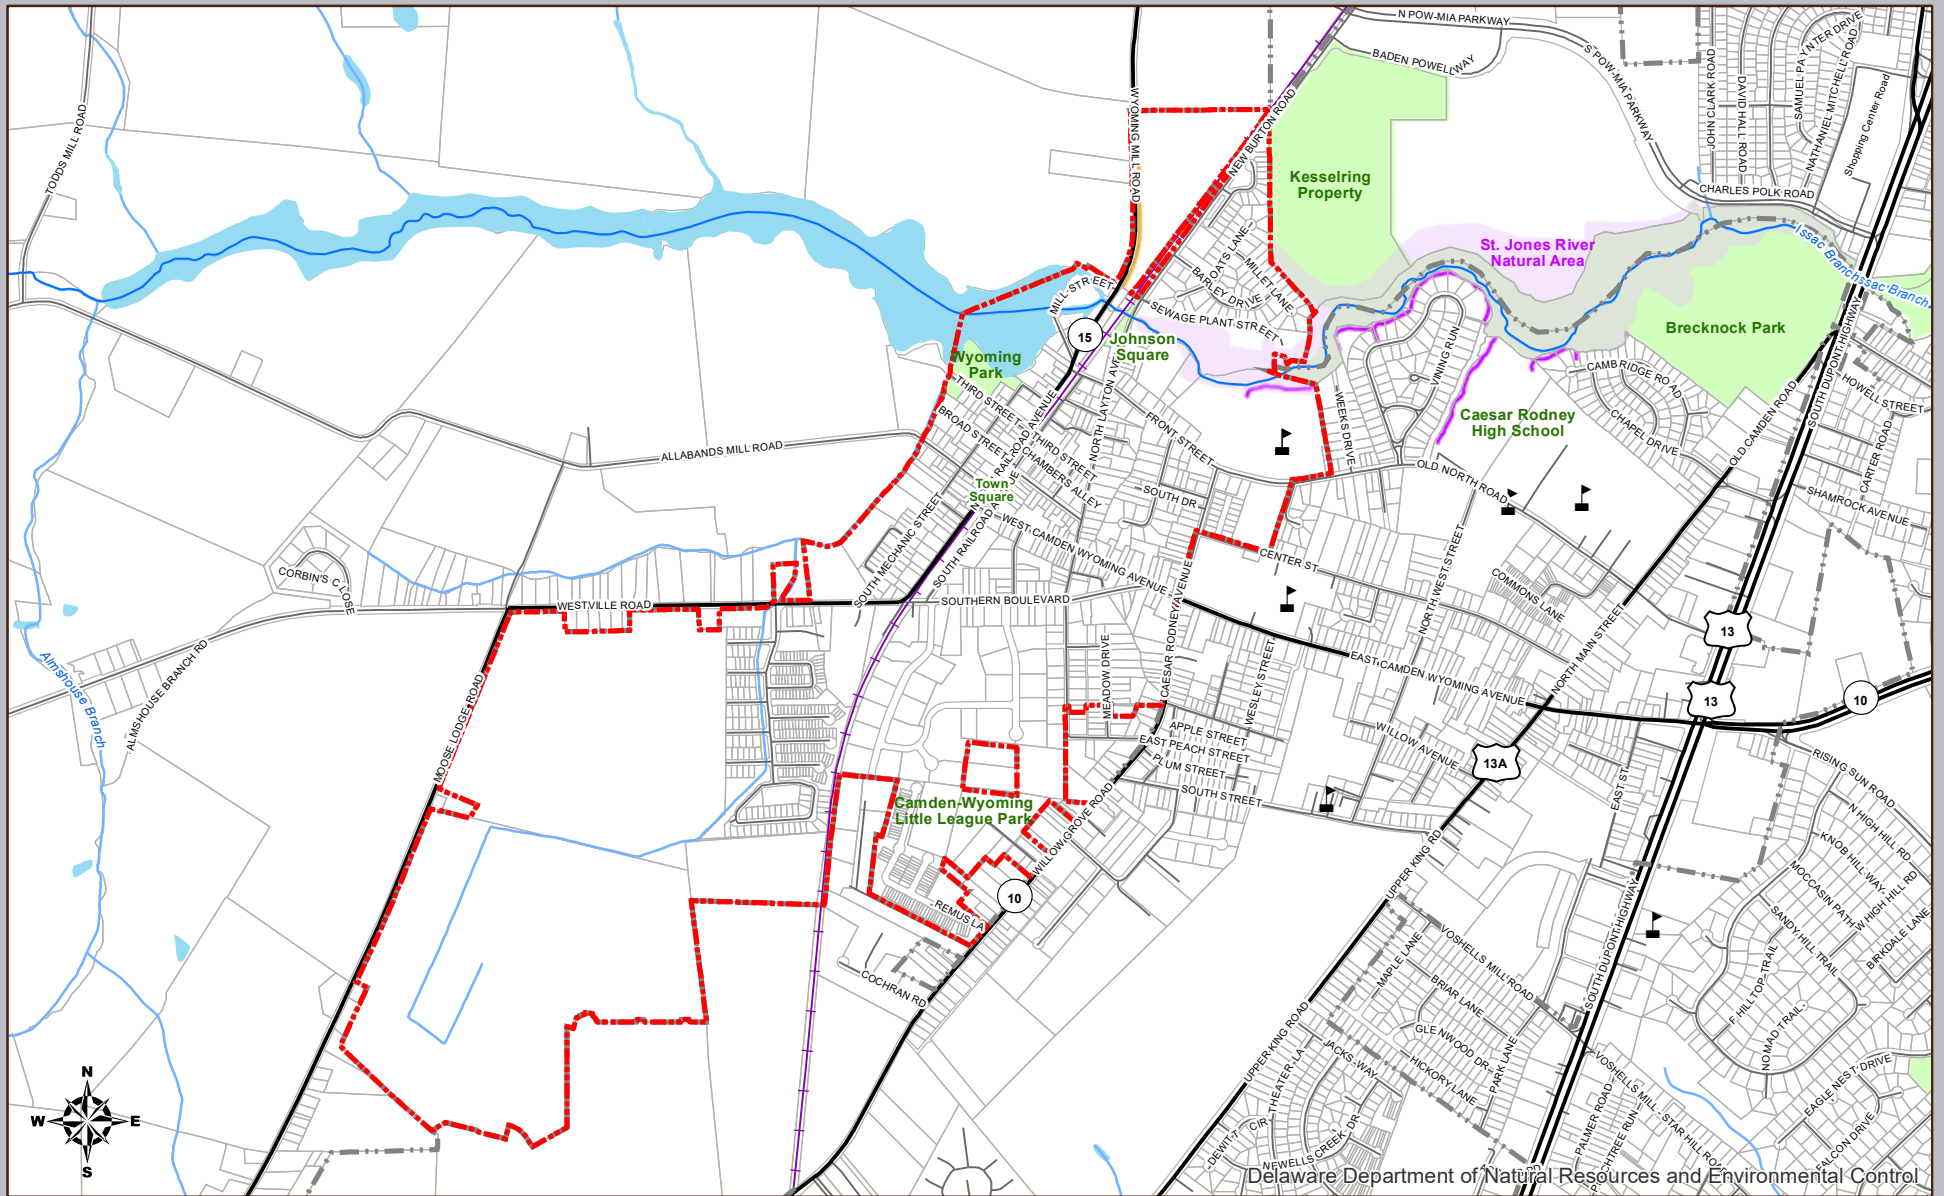 N POW-MIA PARKWAY
BADEN POWELL WAY
S POW-MIA PARKWAY
JOHN CLARK ROAD
DAVID HALL ROAD
SAMUEL PAYNTER DRIVE
NATHANIEL MITCHELL ROAD
Shopping Center Road
CHARLES POLK ROAD
TODDS MILL ROAD
WYOMING MILL ROAD
NEW BURTON ROAD
Kesselring
Property
St. Jones River
Natural Area
Issac Branch
Issac Branch
BAROATS LANE
MILLET LANE
BARLEY DRIVE
MILL STREET
SEWAGE PLANT STREET
15
Johnson
Square
Brecknock Park
Wyoming
Park
THIRD STREET
BROAD STREET
N RAILROAD AVENUE
NORTH LAYTON AVE
THIRD STREET
CHAMBERS ALLEY
FRONT STREET
WEEKS DRIVE
VINING RUN
CAMBRIDGE ROAD
CHAPEL DRIVE
Caesar Rodney
High School
OLD CAMDEN ROAD
SOUTH DUPONT HIGHWAY
HOWELL STREET
CARTER ROAD
SHAMROCK AVENUE
ALLABANDS MILL ROAD
Town
Square
SOUTH DR
OLD NORTH ROAD
WEST CAMDEN WYOMING AVENUE
SOUTH MECHANIC STREET
SOUTH RAILROAD AVENUE
CENTER ST
NORTH WEST STREET
COMMONS LANE
CORBIN'S CLOSE
WESTVILLE ROAD
SOUTHERN BOULEVARD
CAESAR RODNEY AVENUE
MEADOW DRIVE
WESLEY STREET
EAST CAMDEN WYOMING AVENUE
NORTH MAIN STREET
13
13
10
Almshouse Branch
ALMSHOUSE BRANCH RD
MOOSE LODGE ROAD
APPLE STREET
EAST PEACH STREET
PLUM STREET
SOUTH STREET
WILLOW AVENUE
13A
EAST ST
RISING SUN ROAD
N HIGH HILL RD
KNOB HILL WAY
MOCCASIN PATH
W HIGH HILL RD
SANDY HILL TRAIL
BIRKDALE LANE
F HILLTOP TRAIL
NOMAD TRAIL
Camden-Wyoming
Little League Park
WILLOW GROVE ROAD
10
REMUS LA
COCHRAN RD
UPPER KING RD
SOUTH DUPONT HIGHWAY
VOSHELLS MILL ROAD
MAPLE LANE
BRIAR LANE
GLENWOOD DR
HICKORY LANE
PARK LANE
JACKS WAY
UPPER KING ROAD
THEATER LA
DEWITT CIR
NEWELLS CREEK DR
VOSHELLS MILL - STAR HILL ROAD
PALMER ROAD
PEACHTREE RUN
EAGLE NEST DRIVE
FALCON DRIVE
N
W
E
S
Delaware Department of Natural Resources and Environmental Control